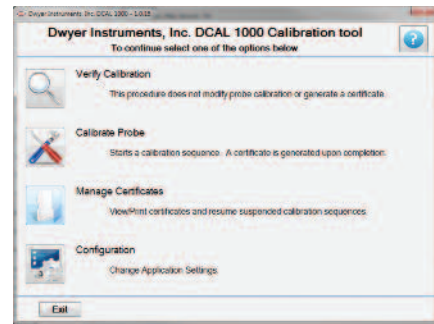 Dwyer Instruments, Inc. DCAL 1000 - 1.0.15
Dwyer Instruments, Inc. DCAL 1000 Calibration tool
To continue select one of the options below
Verify Calibration
This procedure does not modify probe calibration or generate a certificate.
Calibrate Probe
Starts a calibration sequence. A certificate is generated upon completion.
Manage Certificates
View/Print certificates and resume suspended calibration sequences.
Configuration
Change Application Settings
Exit